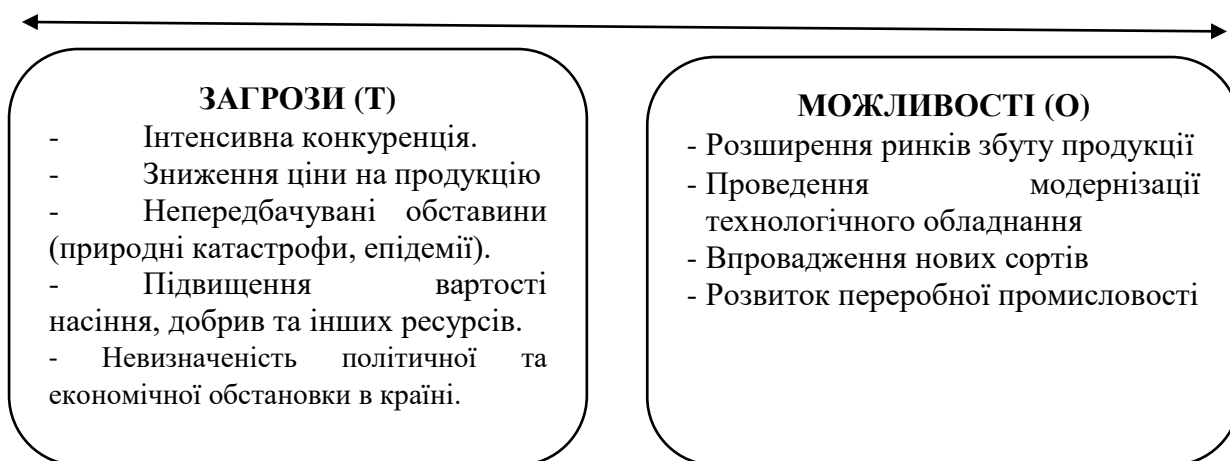 ЗАГРОЗИ (T)
- Інтенсивна конкуренція.
- Зниження ціни на продукцію
- Непередбачувані обставини
(природні катастрофи, епідемії).
- Підвищення вартості
насіння, добрив та інших ресурсів.
- Невизначеність політичної та
економічної обстановки в країні.
МОЖЛИВОСТІ (O)
- Розширення ринків збуту продукції
- Проведення модернізації
технологічного обладнання
- Впровадження нових сортів
- Розвиток переробної промисловості